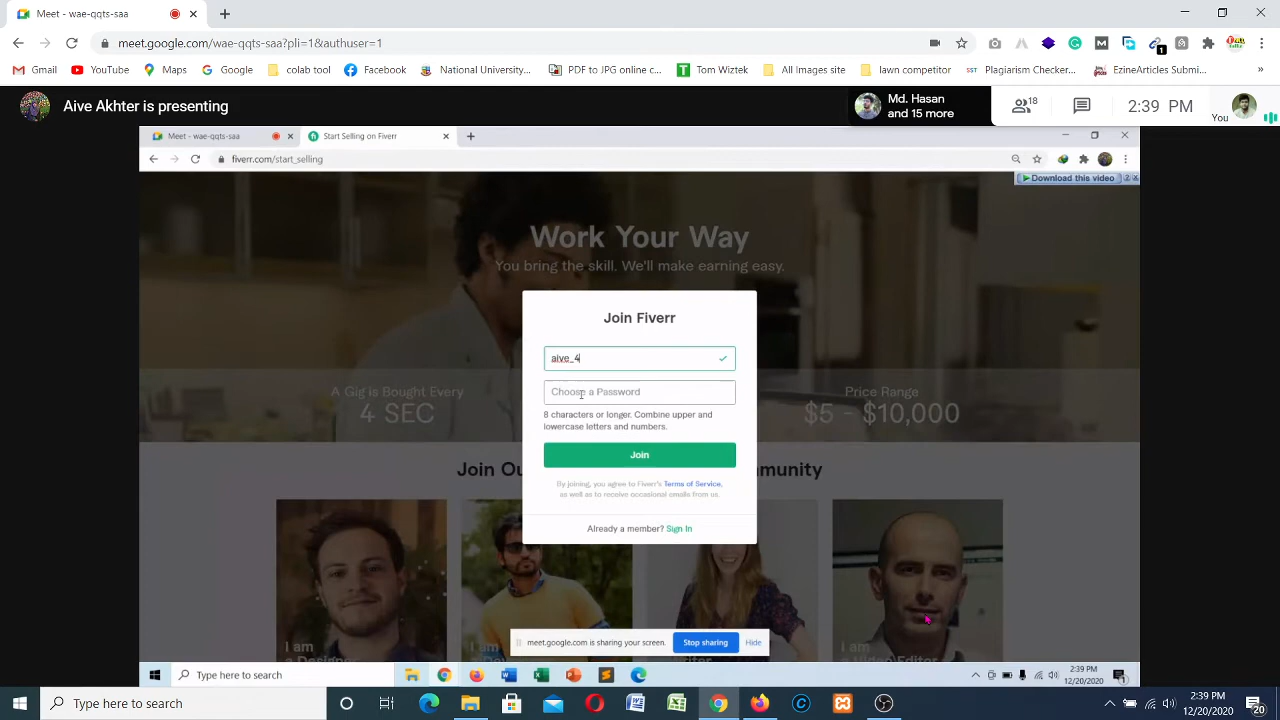 Meet - wae-qqts-saa
meet.google.com/wae-qqts-saa?pli=1&authuser=1
1
Gmail
YouTube
Maps
Google
colab tool
Facebook
National University...
PDF to JPG online c...
Tom Wiztek
All Images site
lawn competery
SST Plagiarism Checker...
EzineArticles Submi...
»
Aive Akhter is presenting
Md. Hasan
and 15 more
18
2:39 PM
You
Meet - wae-qqts-saa
Start Selling on Fiverr
fiverr.com/start_selling
Download this video
Work Your Way
You bring the skill. We'll make earning easy.
Join Fiverr
aive_4
Choose a Password
8 characters or longer. Combine upper and
lowercase letters and numbers.
A Gig is Bought Every
4 SEC
Price Range
$5 - $10,000
Join
Join Ou
mmunity
By joining, you agree to Fiverr's Terms of Service,
as well as to receive occasional emails from us.
Already a member? Sign In
I am
a Designe
I am
a Video Editor
meet.google.com is sharing your screen.
Stop sharing
Hide
Type here to search
2:39 PM
12/20/2020
Type here to search
2:39 PM
12/20/2020
20